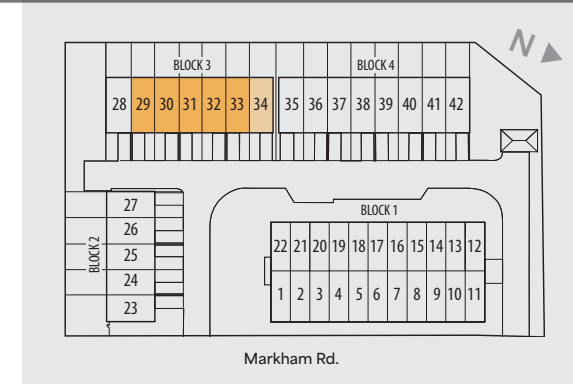 N
BLOCK 3 BLOCK 4
28 29 30 31 32 33 34 35 36 37 38 39 40 41 42
27
26
25
24
23
BLOCK 2
BLOCK 1
22 21 20 19 18 17 16 15 14 13 12
1 2 3 4 5 6 7 8 9 10 11
Markham Rd.